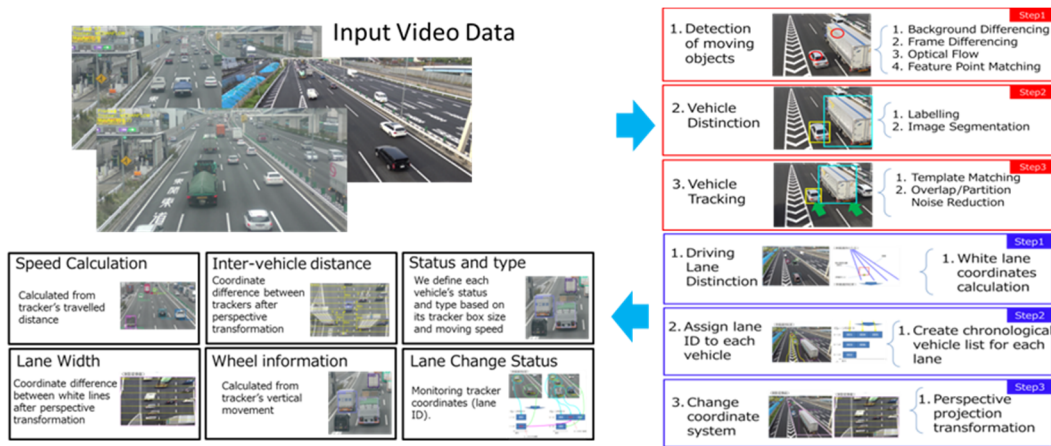 Input Video Data
Step1
1. Detection
of moving
objects
1. Background Differencing
2. Frame Differencing
3. Optical Flow
4. Feature Point Matching
Step2
2. Vehicle
Distinction
1. Labelling
2. Image Segmentation
Step3
3. Vehicle
Tracking
1. Template Matching
2. Overlap/Partition
Noise Reduction
Step1
1. Driving
Lane
Distinction
1. White lane
coordinates
calculation
Step2
2. Assign lane
ID to each
vehicle
1. Create chronological
vehicle list for each
lane
Step3
3. Change
coordinate
system
1. Perspective
projection
transformation
Speed Calculation
Calculated from
tracker's travelled
distance
Inter-vehicle distance
Coordinate
difference between
trackers after
perspective
transformation
Status and type
We define each
vehicle's status
and type based on
its tracker box size
and moving speed
Lane Width
Coordinate difference
between white lines
after perspective
transformation
Wheel information
Calculated from
tracker's vertical
movement
Lane Change Status
Monitoring tracker
coordinates (lane
ID).
関東道